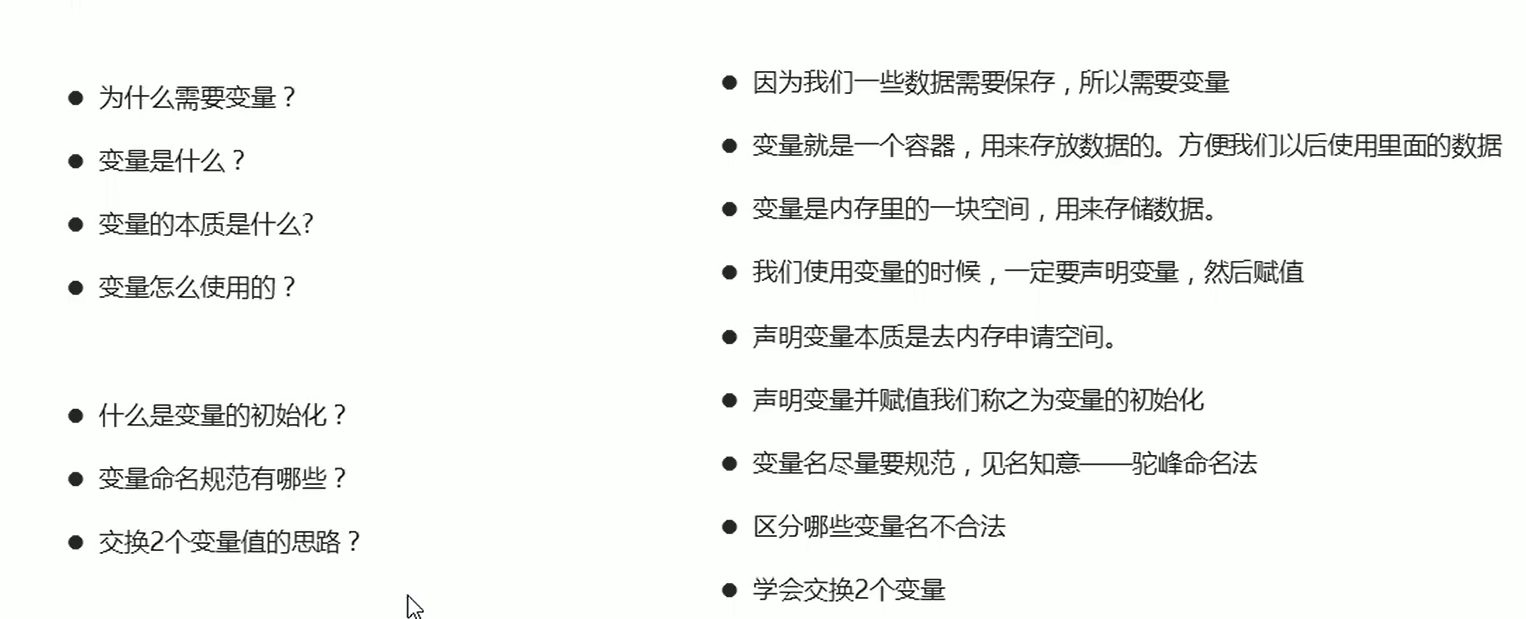 为什么需要变量？
变量是什么？
变量的本质是什么?
变量怎么使用的？
什么是变量的初始化？
变量命名规范有哪些？
交换2个变量值的思路？
因为我们一些数据需要保存，所以需要变量
变量就是一个容器，用来存放数据的。方便我们以后使用里面的数据
变量是内存里的一块空间，用来存储数据。
我们使用变量的时候，一定要声明变量，然后赋值
声明变量本质是去内存申请空间。
声明变量并赋值我们称之为变量的初始化
变量名尽量要规范，见名知意——驼峰命名法
区分哪些变量名不合法
学会交换2个变量